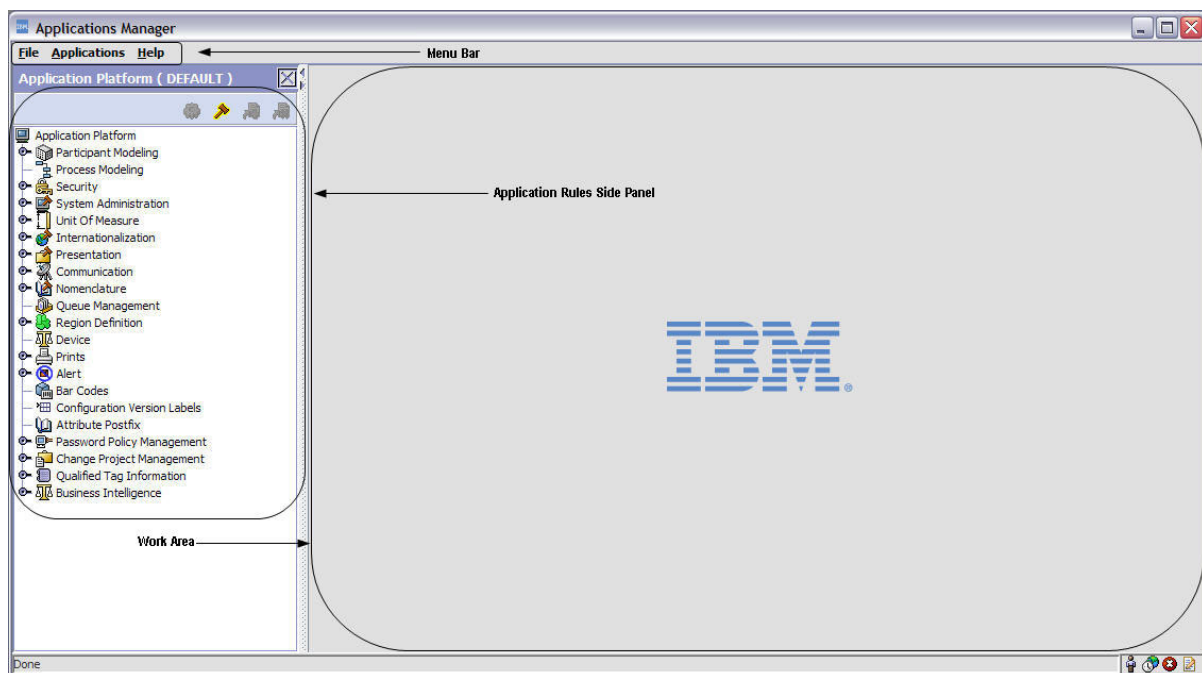 Applications Manager
File Applications Help
Menu Bar
Application Platform ( DEFAULT )
Application Platform
Participant Modeling
Process Modeling
Security
System Administration
Application Rules Side Panel
Unit Of Measure
Internationalization
Presentation
Communication
Nomenclature
Queue Management
Region Definition
Device
Prints
Alert
Bar Codes
Configuration Version Labels
Attribute Postfix
Password Policy Management
Change Project Management
Qualified Tag Information
Business Intelligence
IBM®
Work Area
Done